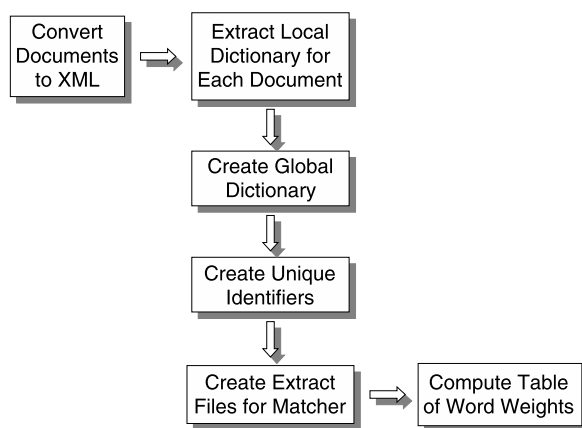 Convert
Documents
to XML
Extract Local
Dictionary for
Each Document
Create Global
Dictionary
Create Unique
Identifiers
Create Extract
Files for Matcher
Compute Table
of Word Weights